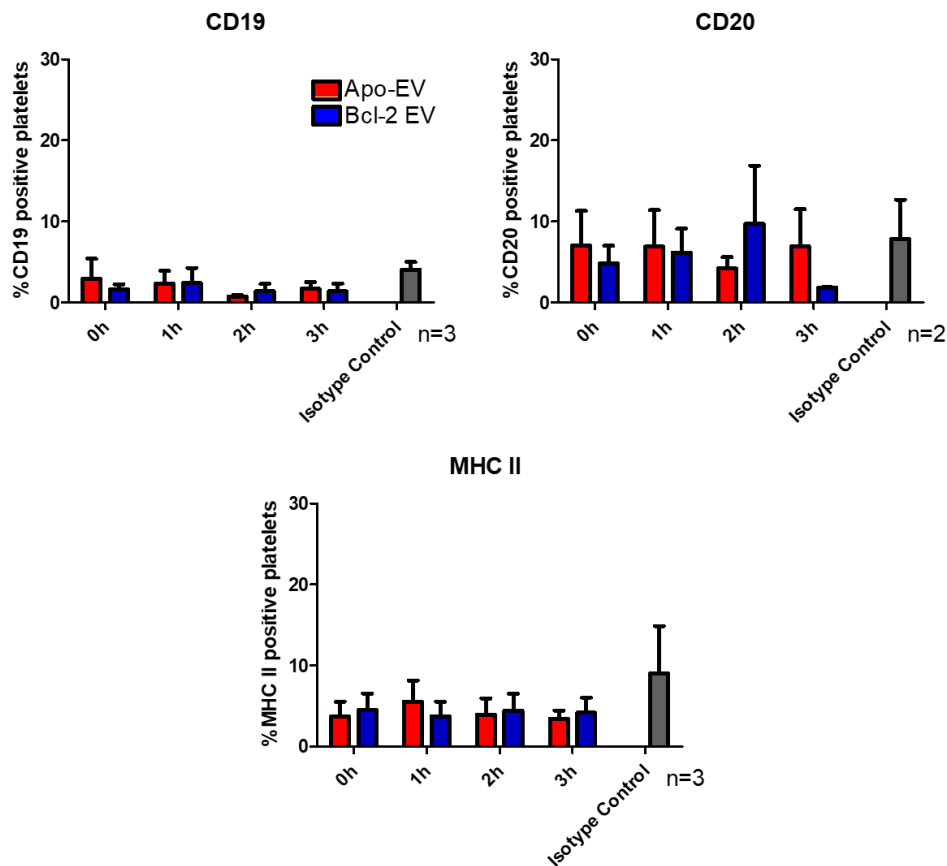 CD19
%CD19 positive platelets
30
20
10
0
Apo-EV
Bcl-2 EV
0h
1h
2h
3h
Isotype Control
n=3
CD20
%CD20 positive platelets
30
20
10
0
0h
1h
2h
3h
Isotype Control
n=2
MHC II
%MHC II positive platelets
30
20
10
0
0h
1h
2h
3h
Isotype Control
n=3